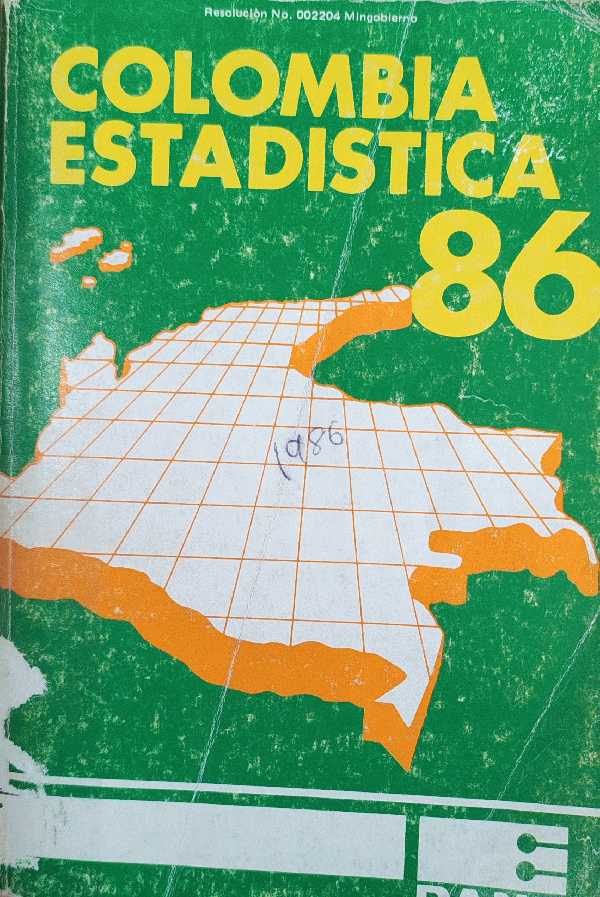 Resolución No. 002204 Mingobierno
COLOMBIA
ESTADISTICA
86
1986